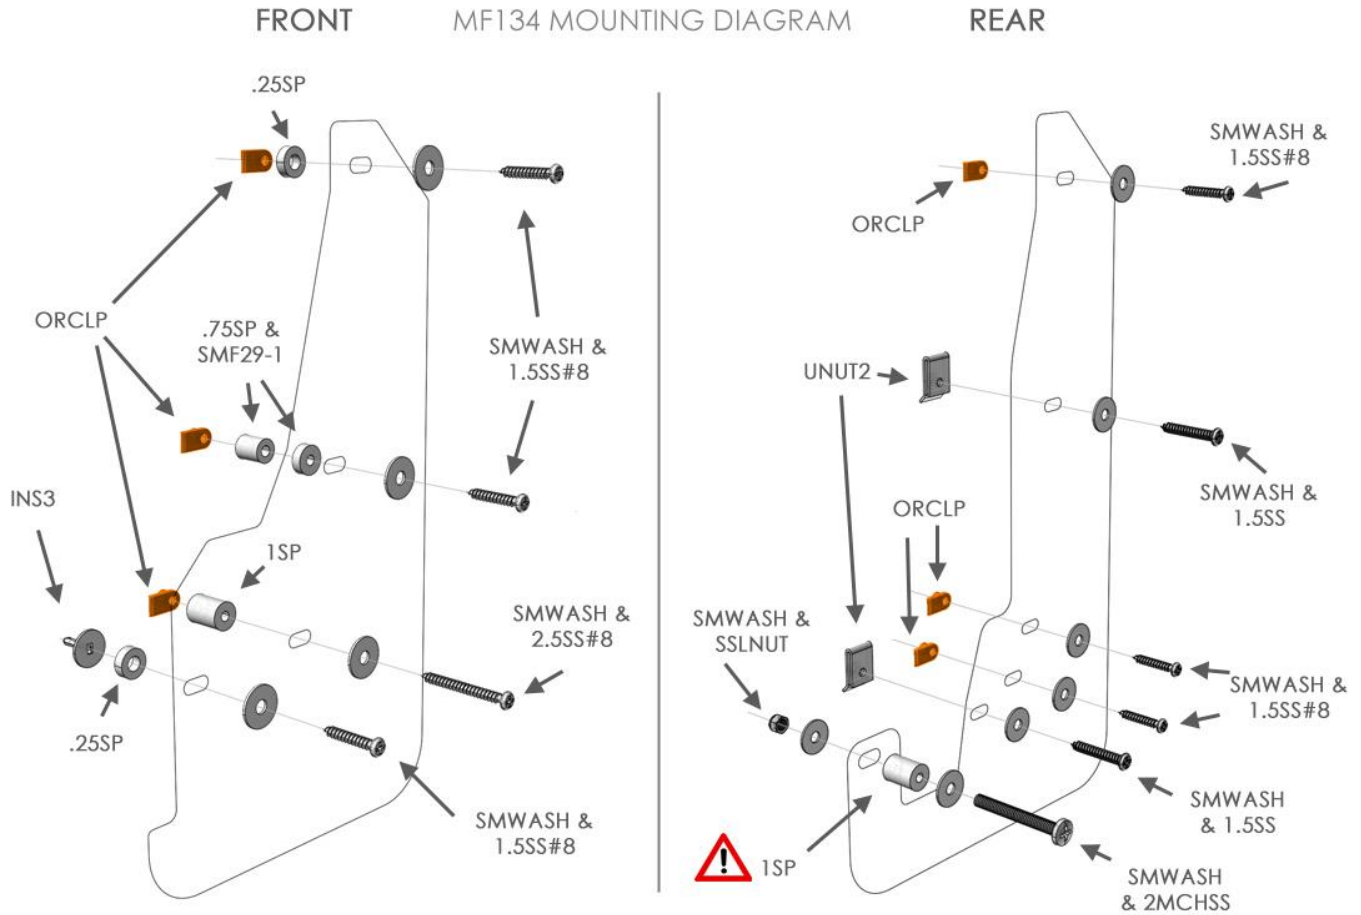 FRONT
MF134 MOUNTING DIAGRAM
REAR
.25SP
ORCLP
.75SP &
SMF29-1
SMWASH &
1.5SS#8
INS3
1SP
SMWASH &
2.5SS#8
.25SP
SMWASH &
1.5SS#8
SMWASH &
1.5SS#8
ORCLP
UNUT2
SMWASH &
1.5SS
ORCLP
SMWASH &
SSLNUT
SMWASH &
1.5SS#8
SMWASH
& 1.5SS
!
1SP
SMWASH
& 2MCHSS